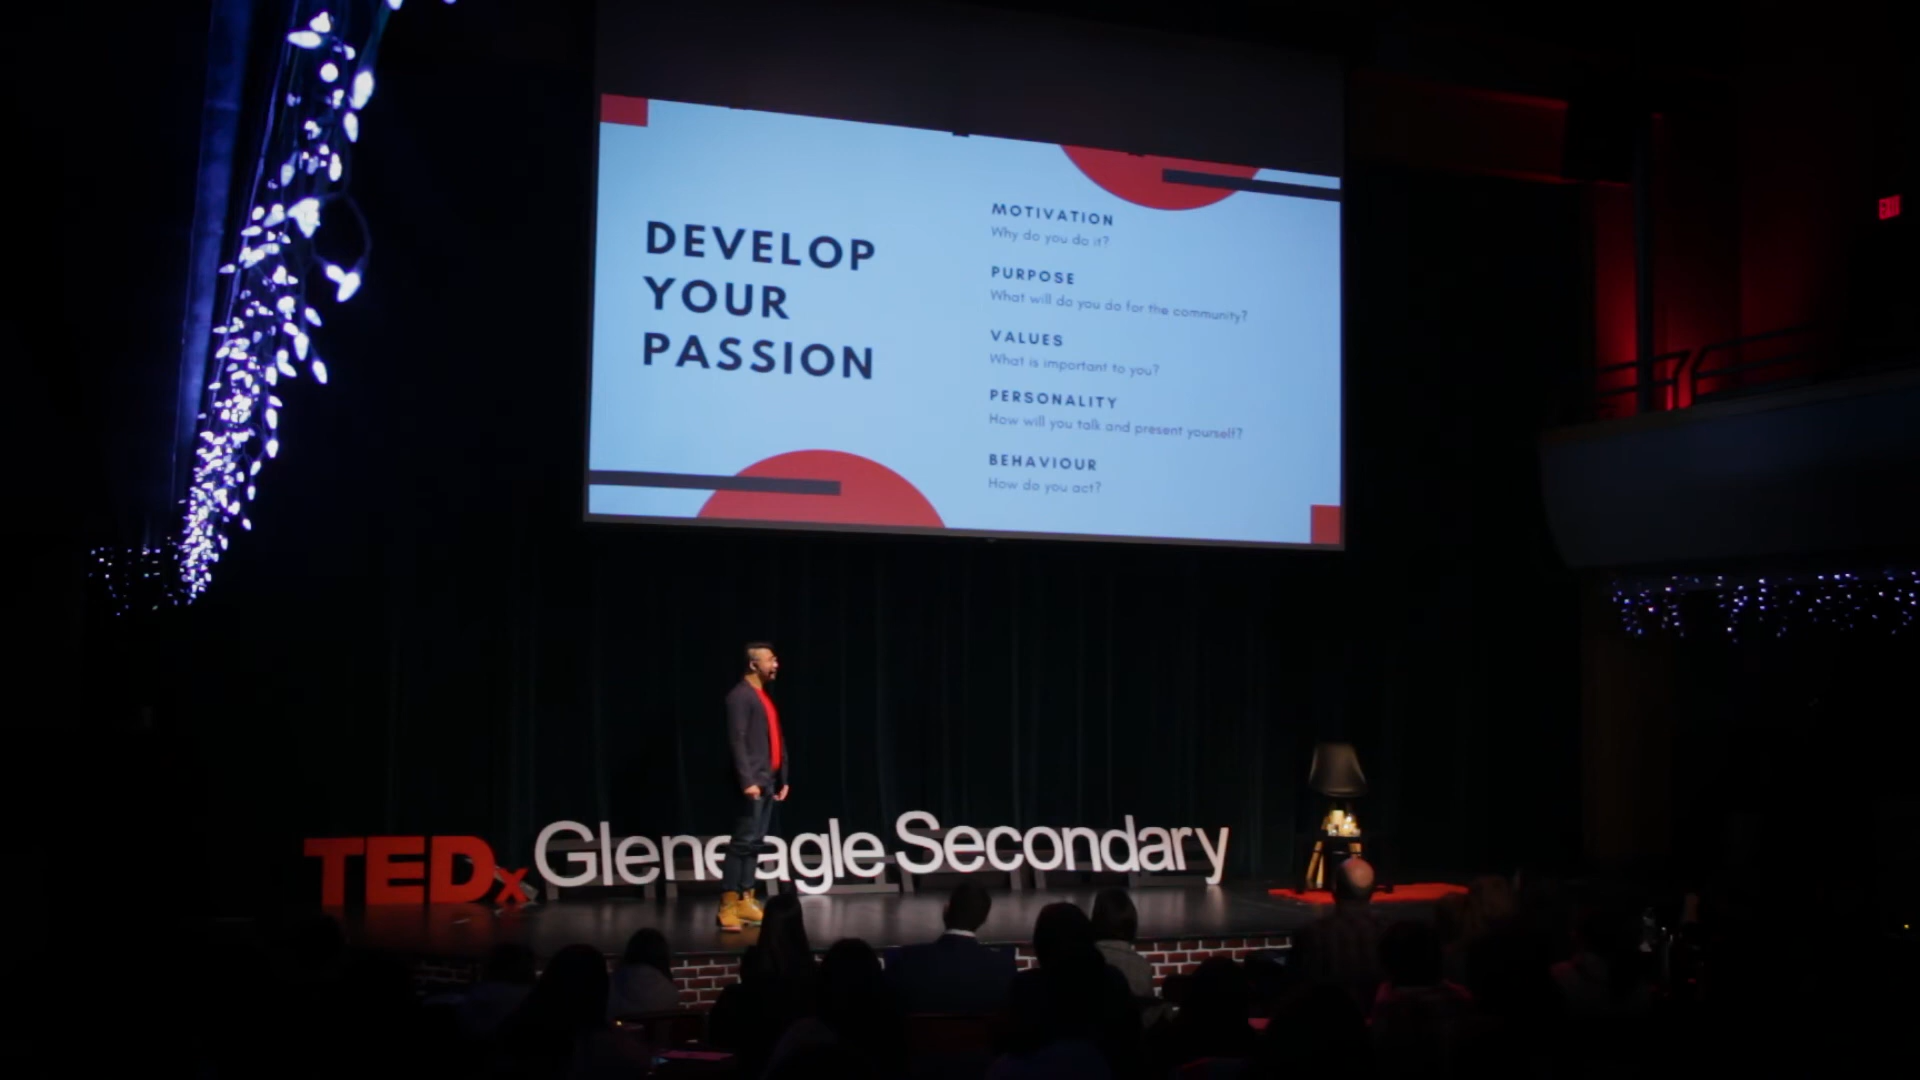 DEVELOP
YOUR
PASSION
MOTIVATION
Why do you do it?
PURPOSE
What will do you do for the community?
VALUES
What is important to you?
PERSONALITY
How will you talk and present yourself?
BEHAVIOUR
How do you act?
TEDx Gleneagle Secondary